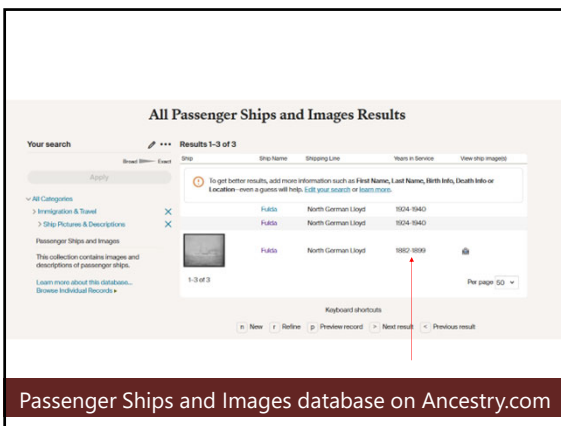 All Passenger Ships and Images Results
Your search
Broad
Exact
Apply
All Categories
> Immigration & Travel
> Ship Pictures & Descriptions
Passenger Ships and Images
This collection contains images and
descriptions of passenger ships.
Learn more about this database...
Browse Individual Records
Results 1–3 of 3
Ship Ship Name Shipping Line Years in Service View ship image(s)
To get better results, add more information such as First Name, Last Name, Birth Info, Death Info or
Location—even a guess will help. Edit your search or learn more.
Fulda North German Lloyd 1924-1940
Fulda North German Lloyd 1924-1940
Fulda North German Lloyd 1882-1899
1–3 of 3
Per page 50
Keyboard shortcuts
n New r Refine p Preview record > Next result < Previous result
Passenger Ships and Images database on Ancestry.com